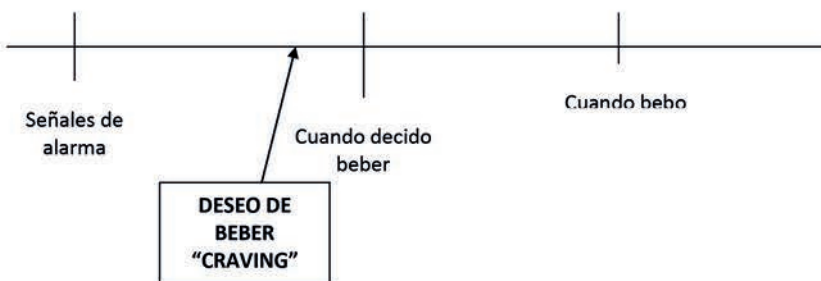 Señales de
alarma
Cuando decido
beber
Cuando bebo
DESEO DE
BEBER
“CRAVING”